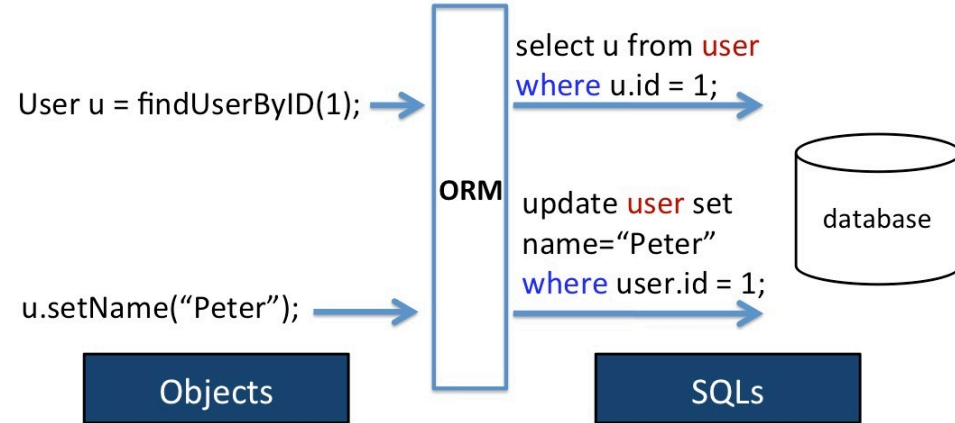 select u from user
User u = findUserByID(1);
where u.id = 1;
ORM
update user set
name=“Peter”
where user.id = 1;
database
u.setName(“Peter”);
Objects
SQLs